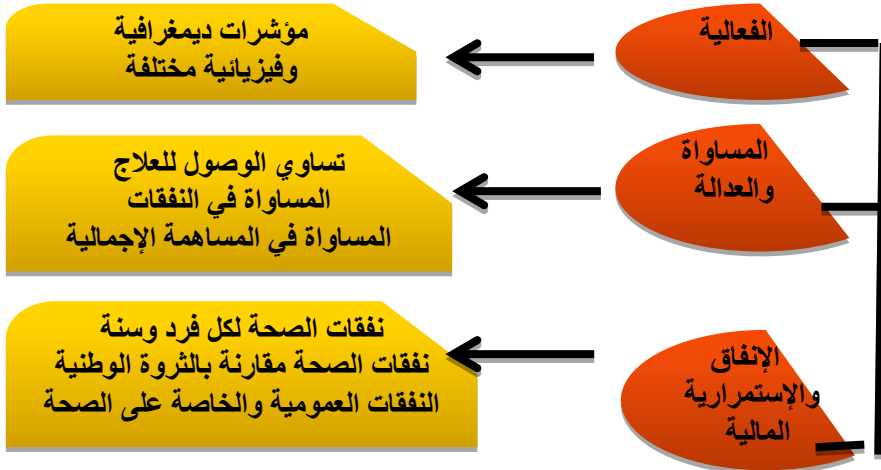 الفعالية
مؤشرات ديمغرافية
وفيزيائية مختلفة
المساواة
والعدالة
تساوي الوصول للعلاج
المساواة في النفقات
المساواة في المساهمة الإجمالية
الإنفاق
والإستمرارية
المالية
نفقات الصحة لكل فرد وسنة
نفقات الصحة مقارنة بالثروة الوطنية
النفقات العمومية والخاصة على الصحة